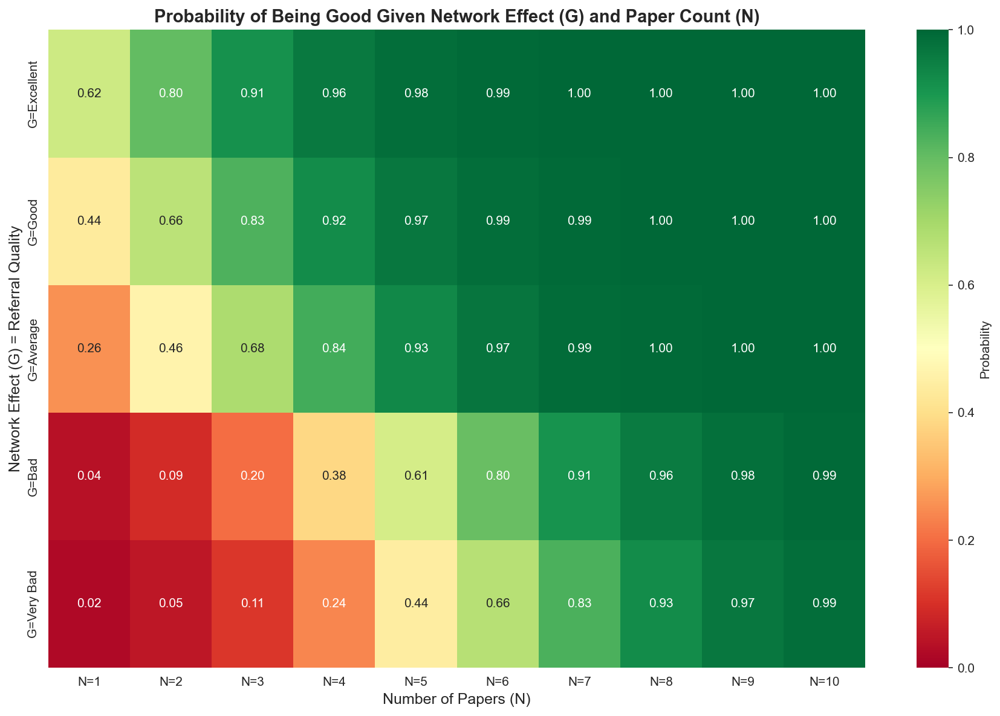 Probability of Being Good Given Network Effect (G) and Paper Count (N)
Network Effect (G) = Referral Quality
G=Excellent
0.62 0.80 0.91 0.96 0.98 0.99 1.00 1.00 1.00 1.00
G=Good
0.44 0.66 0.83 0.92 0.97 0.99 0.99 1.00 1.00 1.00
G=Average
0.26 0.46 0.68 0.84 0.93 0.97 0.99 1.00 1.00 1.00
G=Bad
0.04 0.09 0.20 0.38 0.61 0.80 0.91 0.96 0.98 0.99
G=Very Bad
0.02 0.05 0.11 0.24 0.44 0.66 0.83 0.93 0.97 0.99
N=1 N=2 N=3 N=4 N=5 N=6 N=7 N=8 N=9 N=10
Number of Papers (N)
1.0
0.8
0.6
0.4
0.2
0.0
Probability